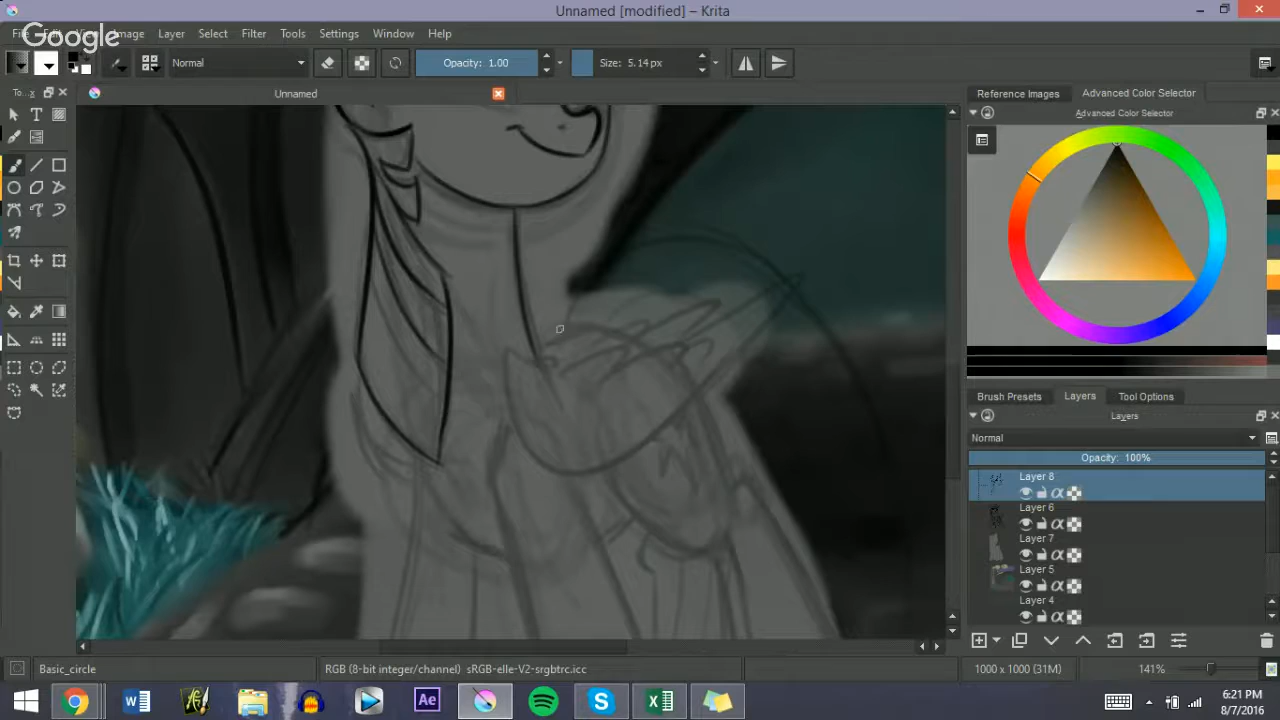 Unnamed [modified] – Krita
Image Layer Select Filter Tools Settings Window Help
Google
Normal
Opacity: 1.00
Size: 5.14 px
To... x
Unnamed
Reference Images
Advanced Color Selector
Advanced Color Selector
Brush Presets
Layers
Tool Options
Layers
Normal
Opacity: 100%
Layer 8
Layer 6
Layer 7
Layer 5
Layer 4
Basic_circle
RGB (8-bit integer/channel) sRGB-elle-V2-srgbtrc.icc
1000 x 1000 (31M)
141%
Ae
6:21 PM
8/7/2016